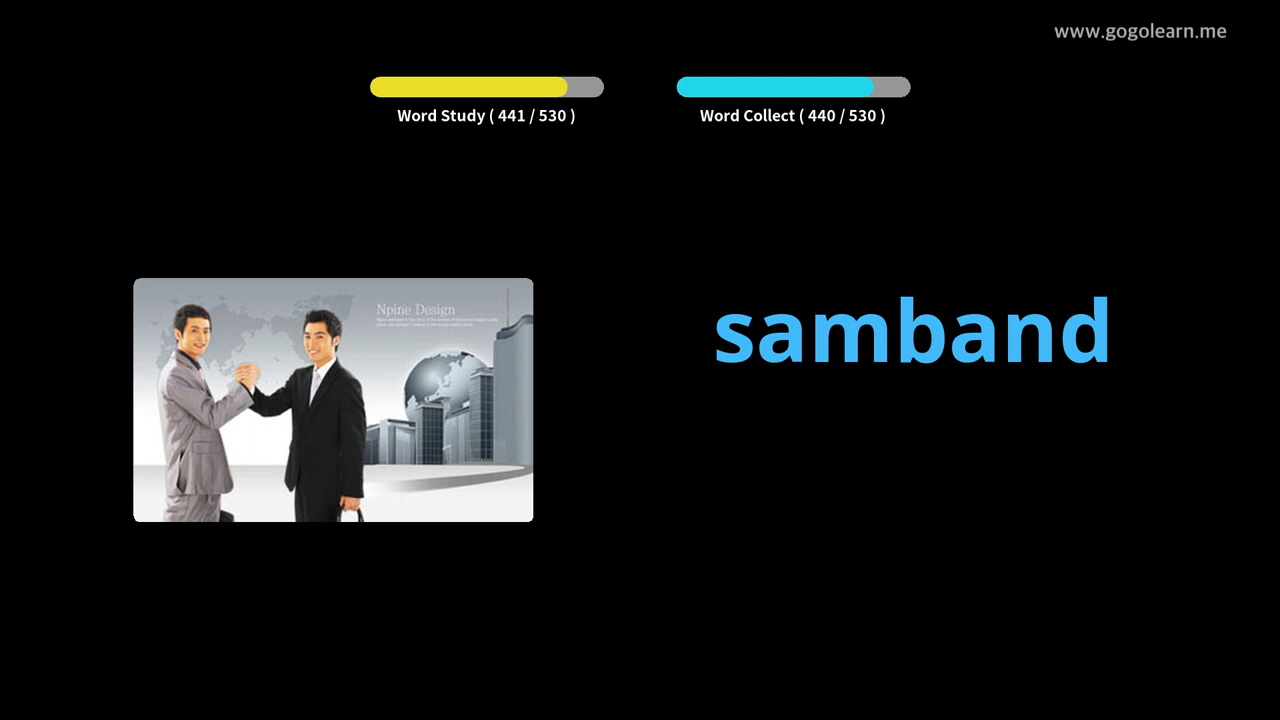 www.gogolearn.me
Word Study ( 441 / 530 )
Word Collect ( 440 / 530 )
Npine Design
samband